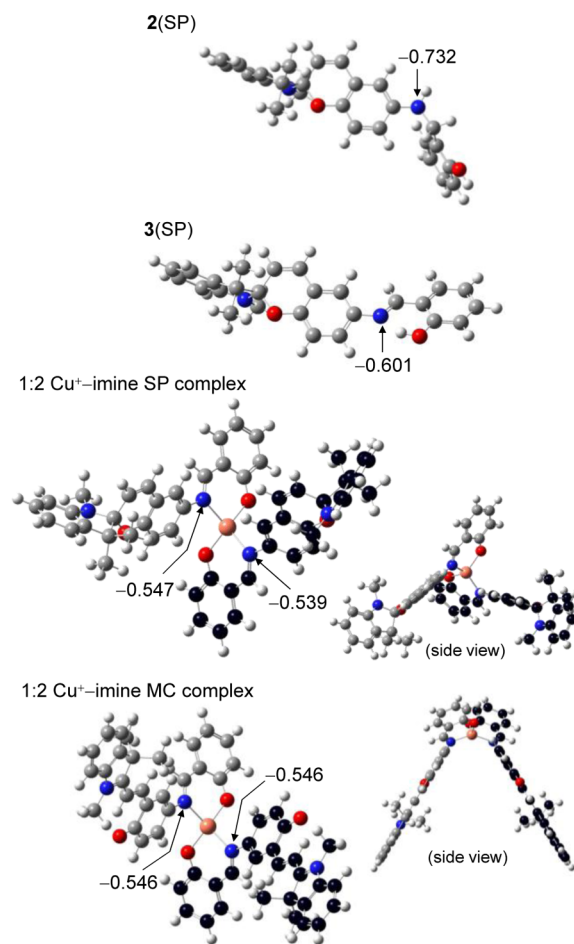 2(SP)
−0.732
3(SP)
−0.601
1:2 Cu⁺–imine SP complex
−0.547
−0.539
(side view)
1:2 Cu⁺–imine MC complex
−0.546
−0.546
(side view)